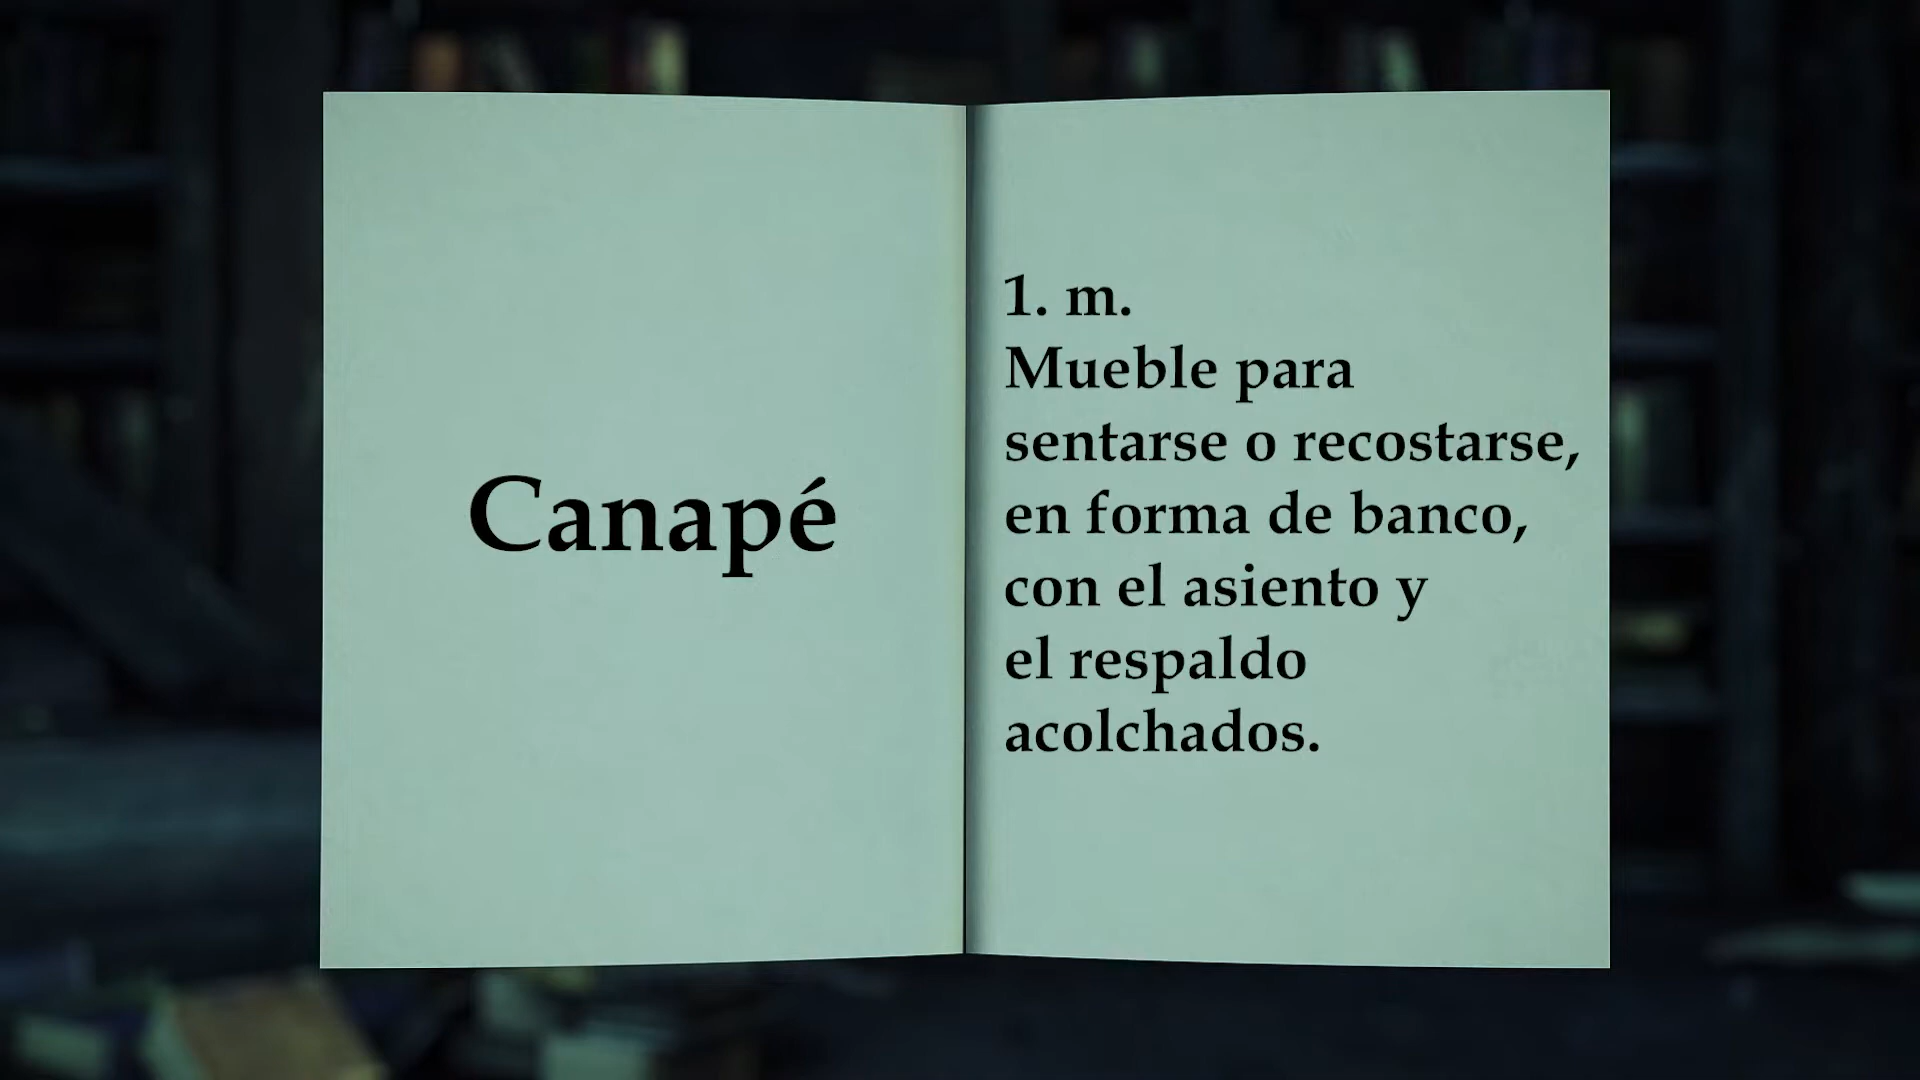 Canapé
1. m.
Mueble para
sentarse o recostarse,
en forma de banco,
con el asiento y
el respaldo
acolchados.